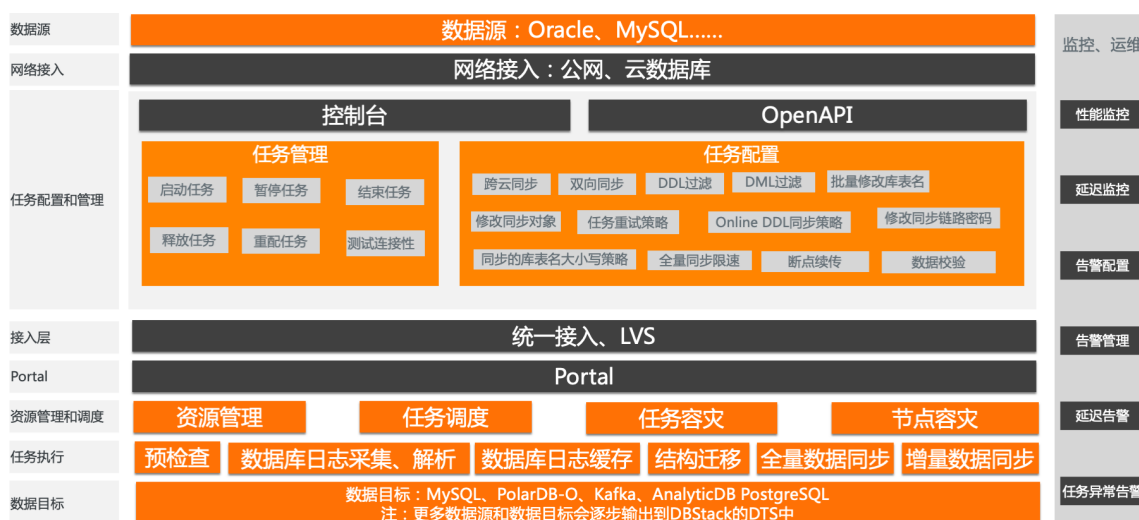 数据源
数据源：Oracle、MySQL......
监控、运维
网络接入
网络接入：公网、云数据库
任务配置和管理
控制台
OpenAPI
任务管理
启动任务
暂停任务
结束任务
释放任务
重配任务
测试连接性
任务配置
跨云同步
双向同步
DDL过滤
DML过滤
批量修改库表名
修改同步对象
任务重试策略
Online DDL同步策略
修改同步链路密码
同步的库表名大小写策略
全量同步限速
断点续传
数据校验
性能监控
延迟监控
告警配置
告警管理
延迟告警
任务异常告警
接入层
统一接入、LVS
Portal
Portal
资源管理和调度
资源管理
任务调度
任务容灾
节点容灾
任务执行
预检查
数据库日志采集、解析
数据库日志缓存
结构迁移
全量数据同步
增量数据同步
数据目标
数据目标：MySQL、PolarDB-O、Kafka、AnalyticDB PostgreSQL
注：更多数据源和数据目标会逐步输出到DBStack的DTS中